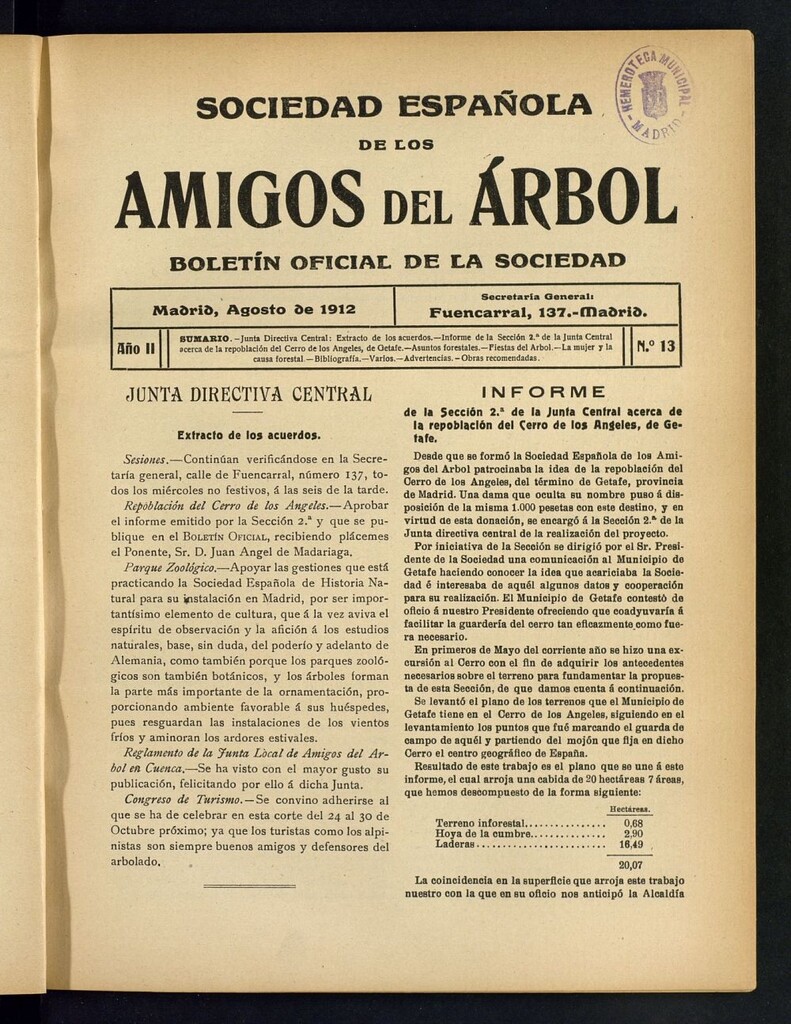 SOCIEDAD ESPAÑOLA
DE LOS
AMIGOS DEL ÁRBOL
BOLETÍN OFICIAL DE LA SOCIEDAD
HEMEROTECA MUNICIPAL
- MADRID -
Madrid, Agosto de 1912
Secretaría General:
Fuencarral, 137.-Madrid.
Año II
SUMARIO.—Junta Directiva Central: Extracto de los acuerdos.—Informe de la Sección 2.ª de la Junta Central
acerca de la repoblión del Cerro de los Angeles, de Getafe.—Asuntos forestales.—Fiestas del Arbol.—La mujer y la
causa forestal.—Bibliografía.—Varios.—Advertencias.—Obras recomendadas.
N.º 13
JUNTA DIRECTIVA CENTRAL
Extracto de los acuerdos.
Sesiones.—Continúan verificándose en la Secre-
taría general, calle de Fuencarral, número 137, to-
dos los miércoles no festivos, á las seis de la tarde.
Repoblación del Cerro de los Angeles.—Aprobar
el informe emitido por la Sección 2.ª y que se pu-
blique en el BOLETÍN OFICIAL, recibiendo plácemes
el Ponente, Sr. D. Juan Angel de Madariaga.
Parque Zoológico.—Apoyar las gestiones que está
practicando la Sociedad Española de Historia Na-
tural para su instalación en Madrid, por ser impor-
tantísimo elemento de cultura, que á la vez aviva el
espíritu de observación y la afición á los estudios
natúrales, base, sin duda, del poderío y adelanto de
Alemania, como también porque los parques zooló-
gicos son también botánicos, y los árboles forman
la parte más importante de la ornamentación, pro-
porcionando ambiente favorable á sus huéspedes,
pues resguardan las instalaciones de los vientos
fríos y aminoran los ardores estivales.
Reglamento de la Junta Local de Amigos del Ar-
bol en Cuenca.—Se ha visto con el mayor gusto su
publicación, felicitando por ello á dicha Junta.
Congreso de Turismo.—Se convino adherirse al
que se ha de celebrar en esta corte del 24 al 30 de
Octubre próximo; ya que los turistas como los alpi-
nistas son siempre buenos amigos y defensores del
arbolado.
INFORME
de la Sección 2.ª de la Junta Central acerca de
la repoblión del Cerro de los Angeles, de Ge-
tafe.
Desde que se formó la Sociedad Española de los Ami-
gos del Arbol patrocinaba la idea de la repoblación del
Cerro de los Angeles, del término de Getafe, provincia
de Madrid. Una dama que oculta su nombre puso á dis-
posición de la misma 1.000 pesetas con este destino, y en
virtud de esta donación, se encargó á la Sección 2.ª de la
Junta directiva central de la realización del proyecto.
Por iniciativa de la Sección se dirigió por el Sr. Presi-
dente de la Sociedad una comunicación al Municipio de
Getafe haciendo conocer la idea que acariciaba la Socie-
dad é interesaba de aquél algunos datos y cooperación
para su realización. El Municipio de Getafe contestó de
oficio á nuestro Presidente ofreciendo que coadyuvaría á
facilitar la guardería del cerro tan eficazmente como fue-
ra necesario.
En primeros de Mayo del corriente año se hizo una ex-
cursión al Cerro con el fin de adquirir los antecedentes
necesarios sobre el terreno para fundamentar la propues-
ta de esta Sección, de que damos cuenta á continuación.
Se levantó el plano de los terrenos que el Municipio de
Getafe tiene en el Cerro de los Angeles, siguiendo en el
levantamiento los puntos que fué marcando el guarda de
campo de aquél y partiendo del mojón que fija en dicho
Cerro el centro geográfico de España.
Resultado de este trabajo es el plano que se une á este
informe, el cual arroja una cabida de 20 hectáreas 7 áreas,
que hemos descompuesto de la forma siguiente:
Hectáreas.
Terreno inforestal............... 0,68
Hoya de la cumbre.............. 2,90
Laderas........................ 16,49
20,07
La coincidencia en la superficie que arroja este trabajo
nuestro con la que en su oficio nos anticipó la Alcaldía